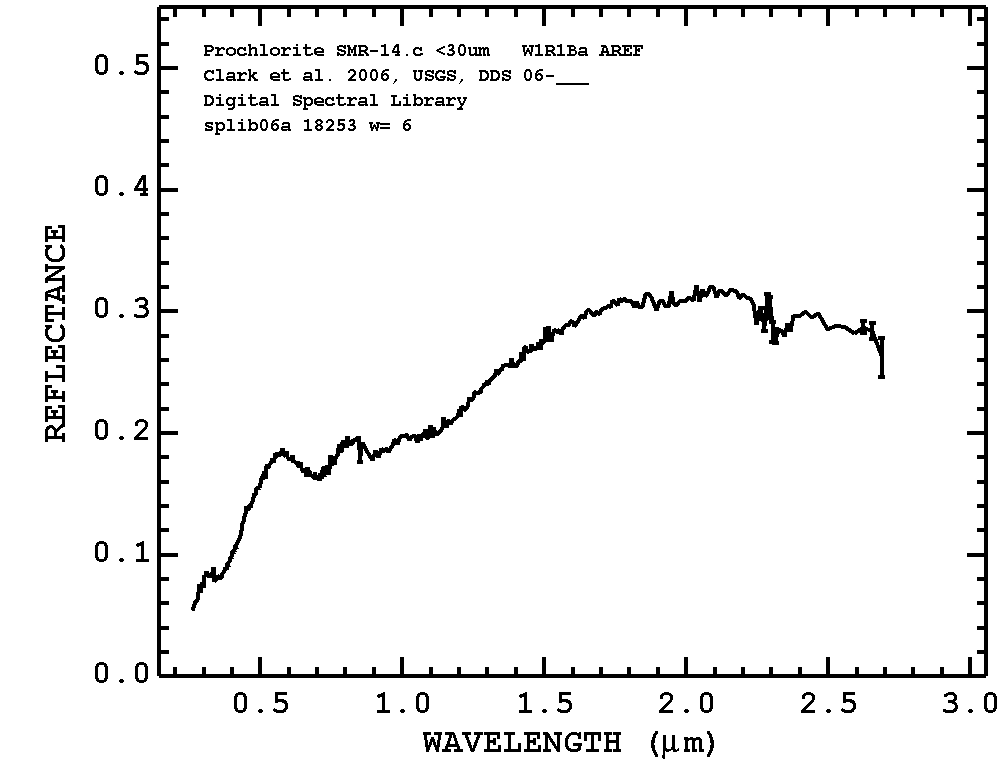 Prochlorite SMR-14.c <30um W1R1Ba AREF
Clark et al. 2006, USGS, DDS 06-___
Digital Spectral Library
splib06a 18253 w= 6
0.5
0.4
0.3
0.2
0.1
0.0
REFLECTANCE
0.5 1.0 1.5 2.0 2.5 3.0
WAVELENGTH (μm)